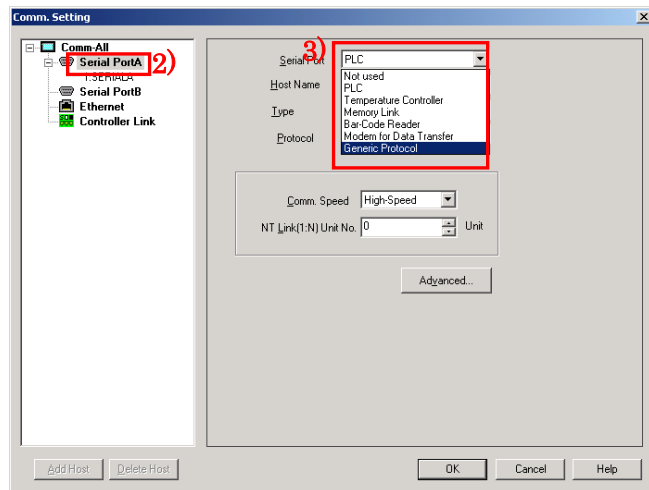 Comm. Setting
Comm-All
Serial PortA
2)
1:SERIALA
Serial PortB
Ethernet
Controller Link
3)
Serial Port
PLC
Not used
PLC
Temperature Controller
Memory Link
Bar-Code Reader
Modem for Data Transfer
Generic Protocol
Host Name
Type
Protocol
Comm. Speed
High-Speed
NT Link(1:N) Unit No.
0
Unit
Advanced...
Add Host
Delete Host
OK
Cancel
Help